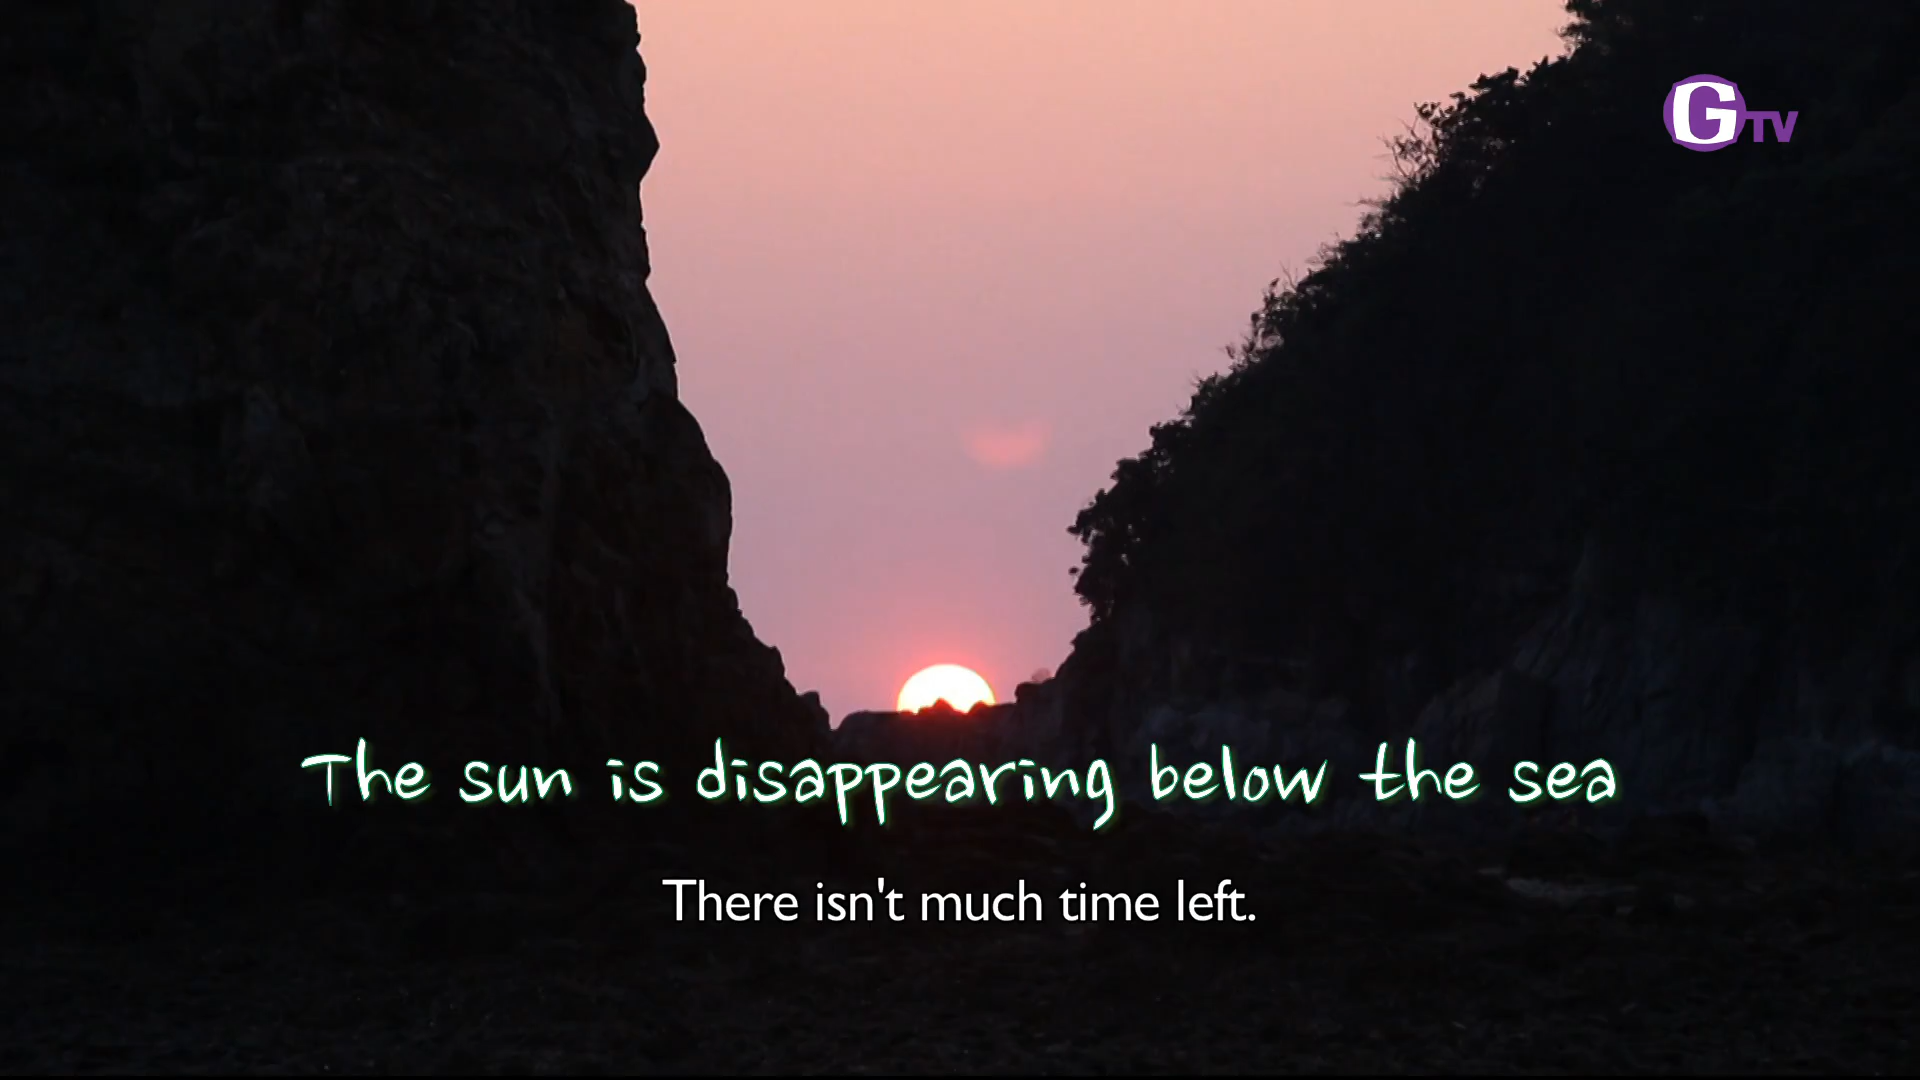 GTV
The sun is disappearing below the sea
There isn't much time left.